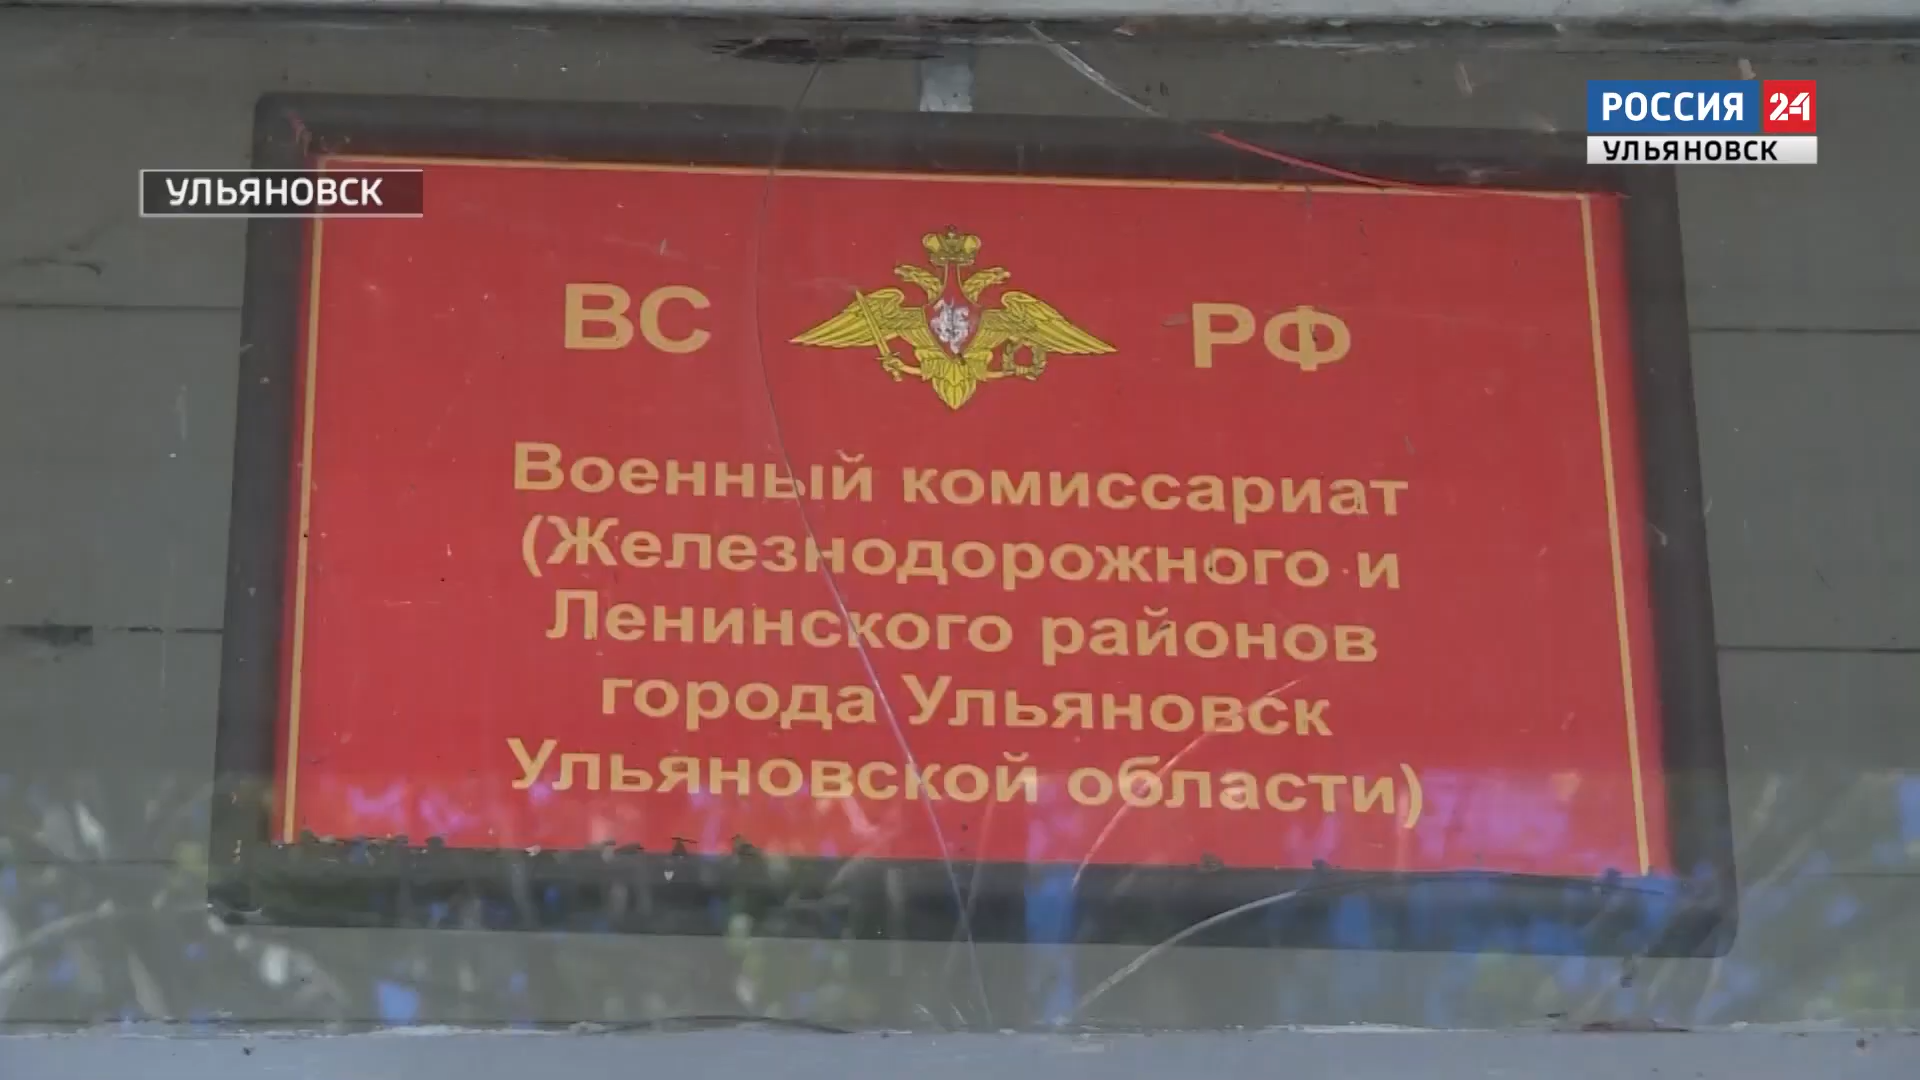 РОССИЯ 24
УЛЬЯНОВСК
УЛЬЯНОВСК
ВС РФ
Военный комиссариат
(Железнодорожного и
Ленинского районов
города Ульяновск
Ульяновской области)